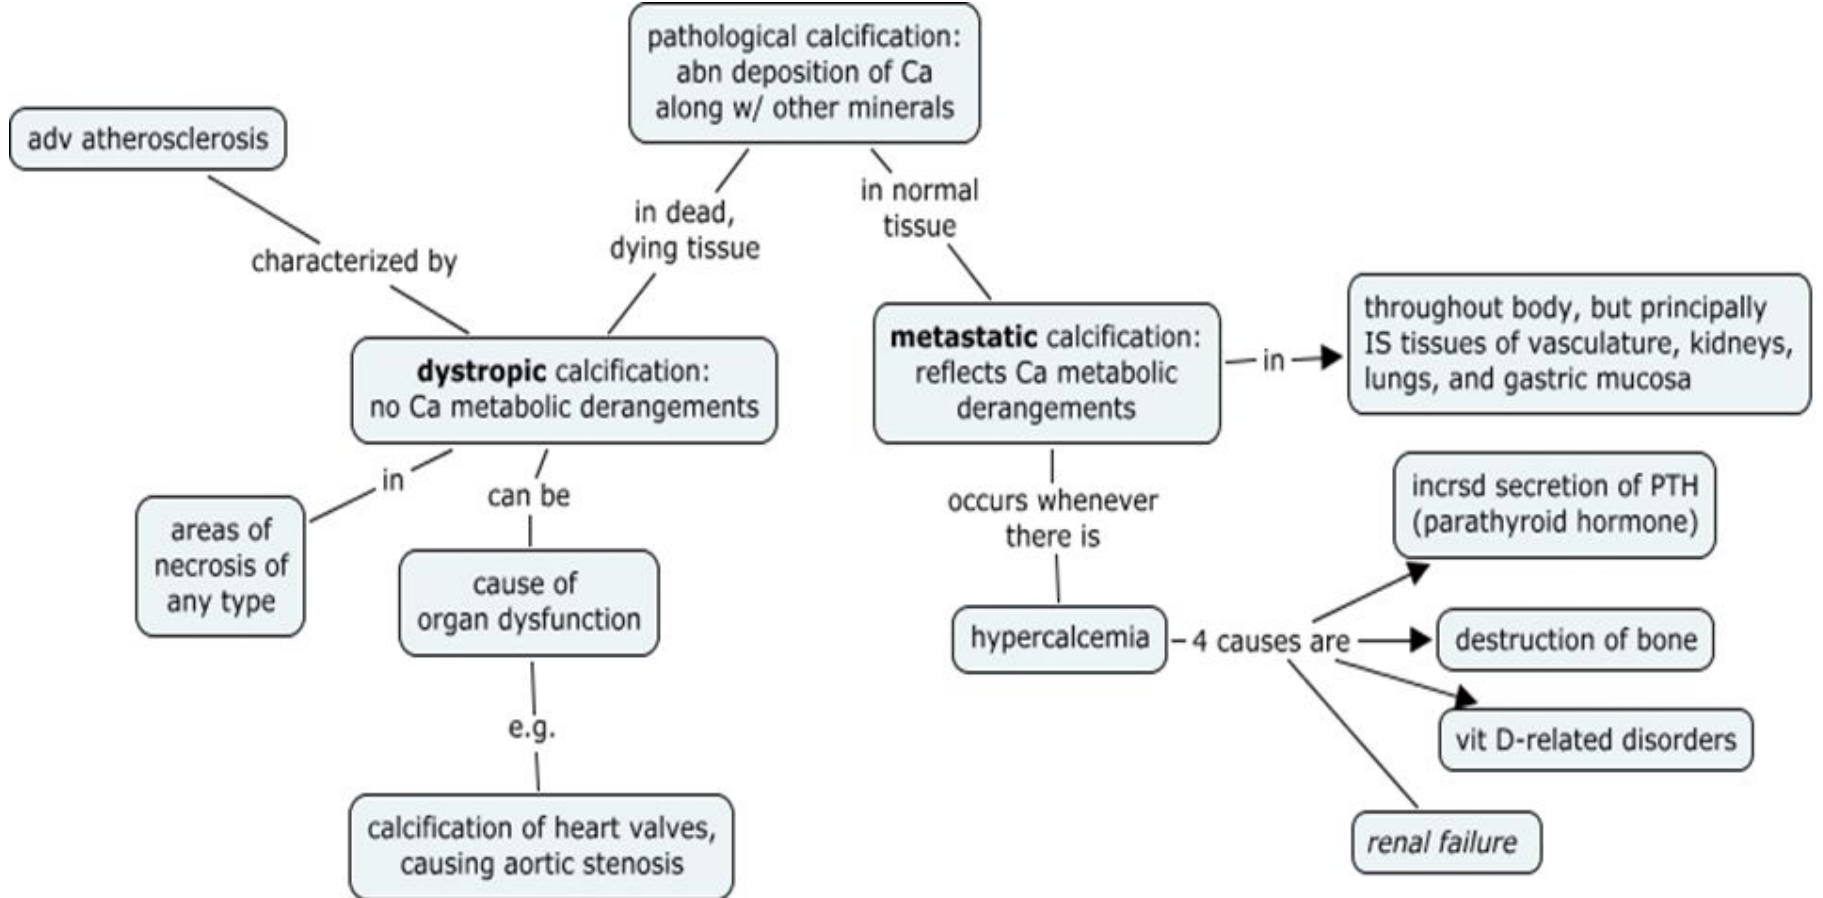 pathological calcification:
abn deposition of Ca
along w/ other minerals
adv atherosclerosis
in normal
tissue
in dead,
dying tissue
characterized by
throughout body, but principally
IS tissues of vasculature, kidneys,
lungs, and gastric mucosa
metastatic calcification:
reflects Ca metabolic
derangements
in
dystropic calcification:
no Ca metabolic derangements
in
can be
occurs whenever
there is
incrsd secretion of PTH
(parathyroid hormone)
areas of
necrosis of
any type
cause of
organ dysfunction
hypercalcemia
4 causes are
destruction of bone
vit D-related disorders
e.g.
renal failure
calcification of heart valves,
causing aortic stenosis